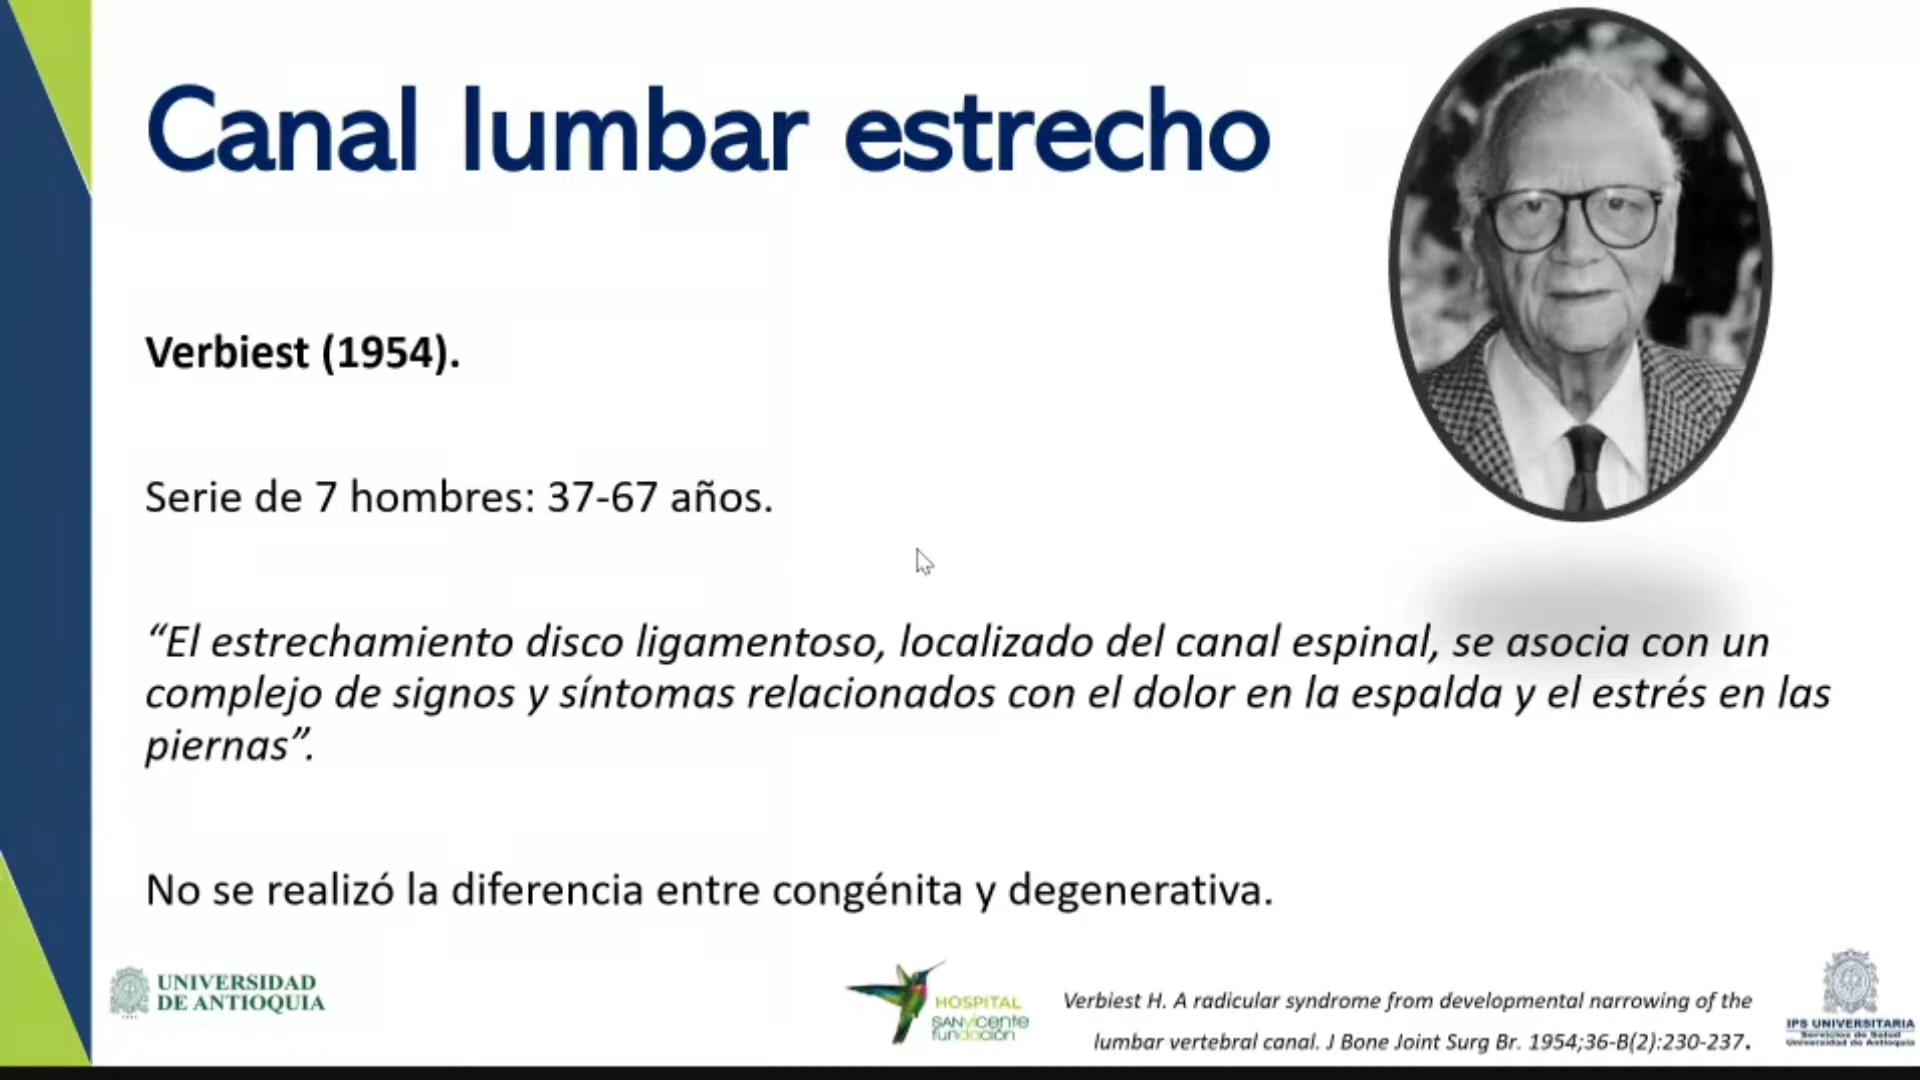 Canal lumbar estrecho
Verbiest (1954).
Serie de 7 hombres: 37-67 años.
“El estrechamiento disco ligamentoso, localizado del canal espinal, se asocia con un
complejo de signos y síntomas relacionados con el dolor en la espalda y el estrés en las
piernas”.
No se realizó la diferencia entre congénita y degenerativa.
UNIVERSIDAD
DE ANTIOQUIA
HOSPITAL
SANVICENTE
fundación
Verbiest H. A radicular syndrome from developmental narrowing of the
lumbar vertebral canal. J Bone Joint Surg Br. 1954;36-B(2):230-237.
IPS UNIVERSITARIA
Servicios de Salud
Universidad de Antioquia